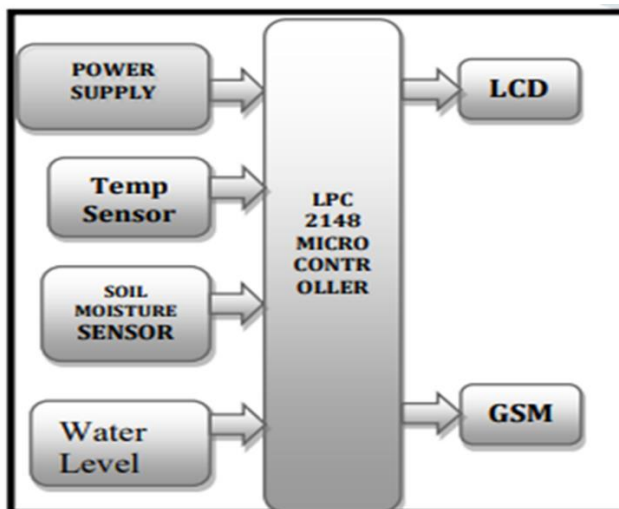 POWER
SUPPLY
Temp
Sensor
SOIL
MOISTURE
SENSOR
Water
Level
LPC
2148
MICRO
CONTR
OLLER
LCD
GSM